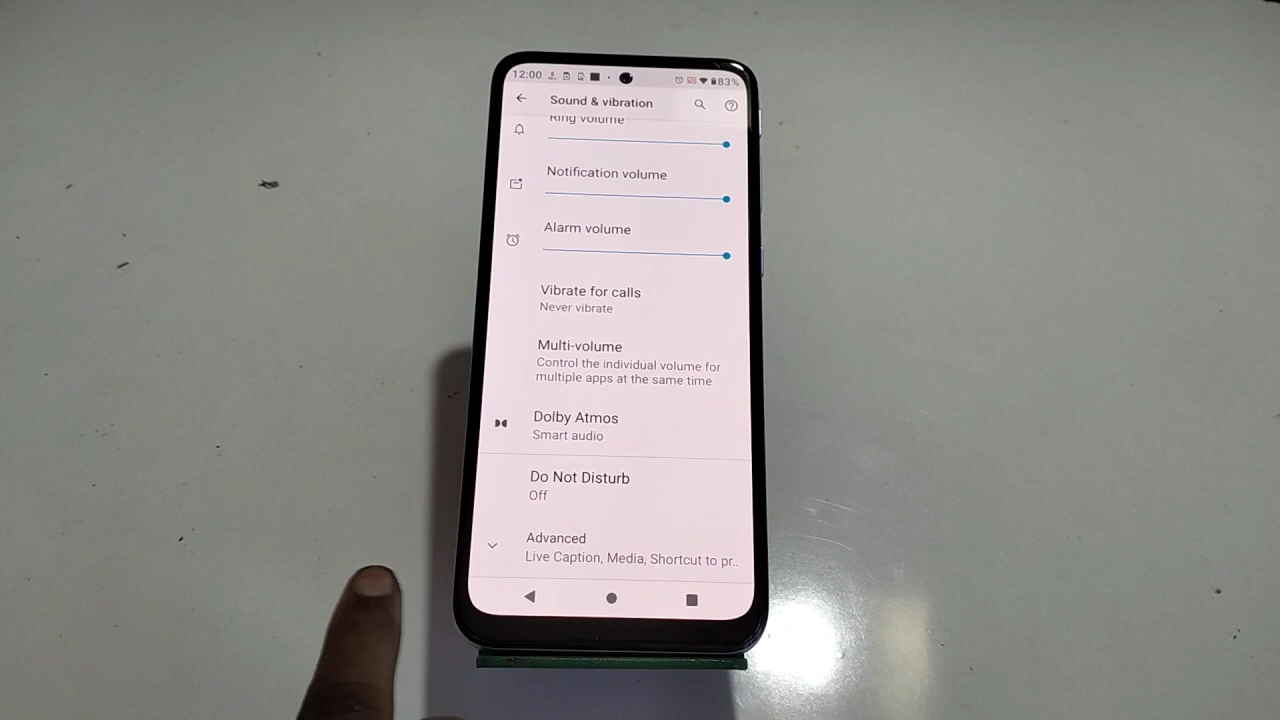 12:00
83%
Sound & vibration
Ring volume
Notification volume
Alarm volume
Vibrate for calls
Never vibrate
Multi-volume
Control the individual volume for
multiple apps at the same time
Dolby Atmos
Smart audio
Do Not Disturb
Off
Advanced
Live Caption, Media, Shortcut to pr..